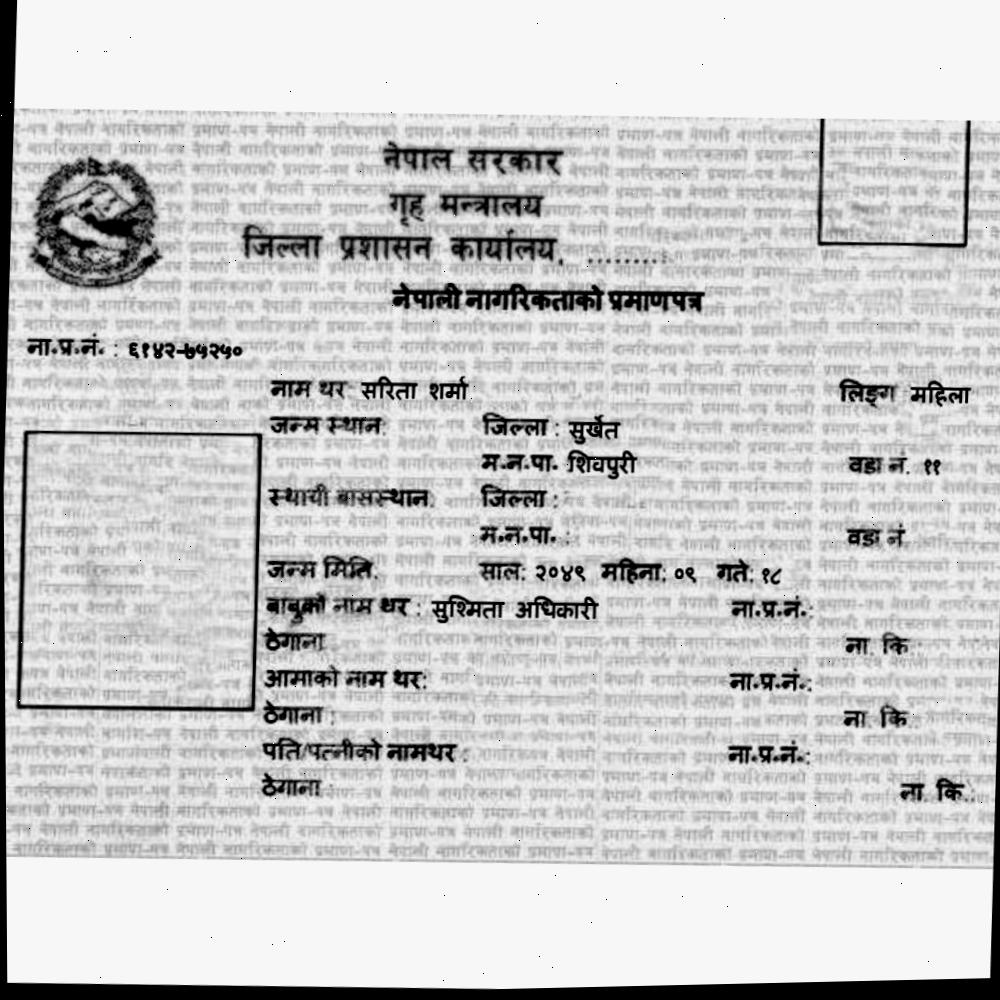 नेपाल सरकार
गृह मन्त्रालय
जिल्ला प्रशासन कार्यालय, .........
नेपाली नागरिकताको प्रमाणपत्र
ना.प्र.नं. : ६१४२-७५२५०
नाम थर सरिता शर्मा लिङ्ग महिला
जन्म स्थान: जिल्ला : सुर्खेत
म.न.पा. शिवपुरी वडा नं. ११
स्थायी बासस्थान: जिल्ला :
म.न.पा. : वडा नं.
जन्म मिति: साल: २०४९ महिना: ०९ गते: १८
बाबुको नाम थर : सुश्मिता अधिकारी ना.प्र.नं.:
ठेगाना ना. कि :
आमाको नाम थर: ना.प्र.नं.:
ठेगाना : ना. कि
पति/पत्नीको नामथर : ना.प्र.नं.:
ठेगाना : ना. कि.: